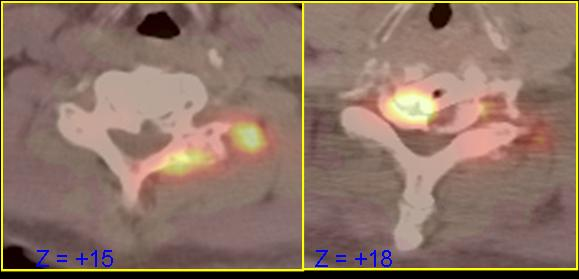 Z = +15
Z = +18